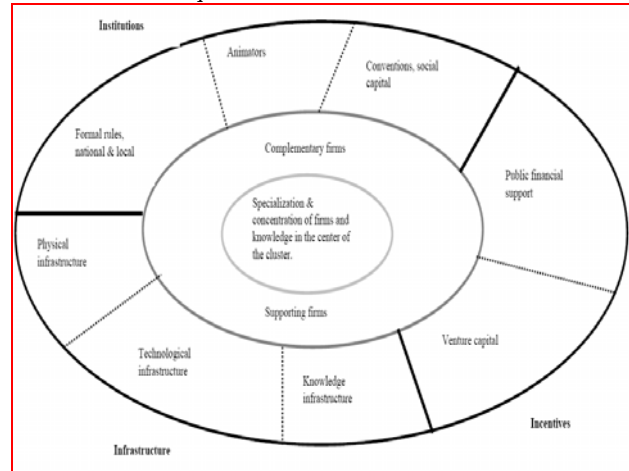 Institutions
Animators
Conventions, social
capital
Formal rules,
national & local
Complementary firms
Public financial
support
Specialization &
concentration of firms and
knowledge in the center of
the cluster.
Physical
infrastructure
Supporting firms
Technological
infrastructure
Knowledge
infrastructure
Venture capital
Incentives
Infrastructure